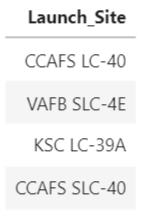 Launch_Site
CCAFS LC-40
VAFB SLC-4E
KSC LC-39A
CCAFS SLC-40